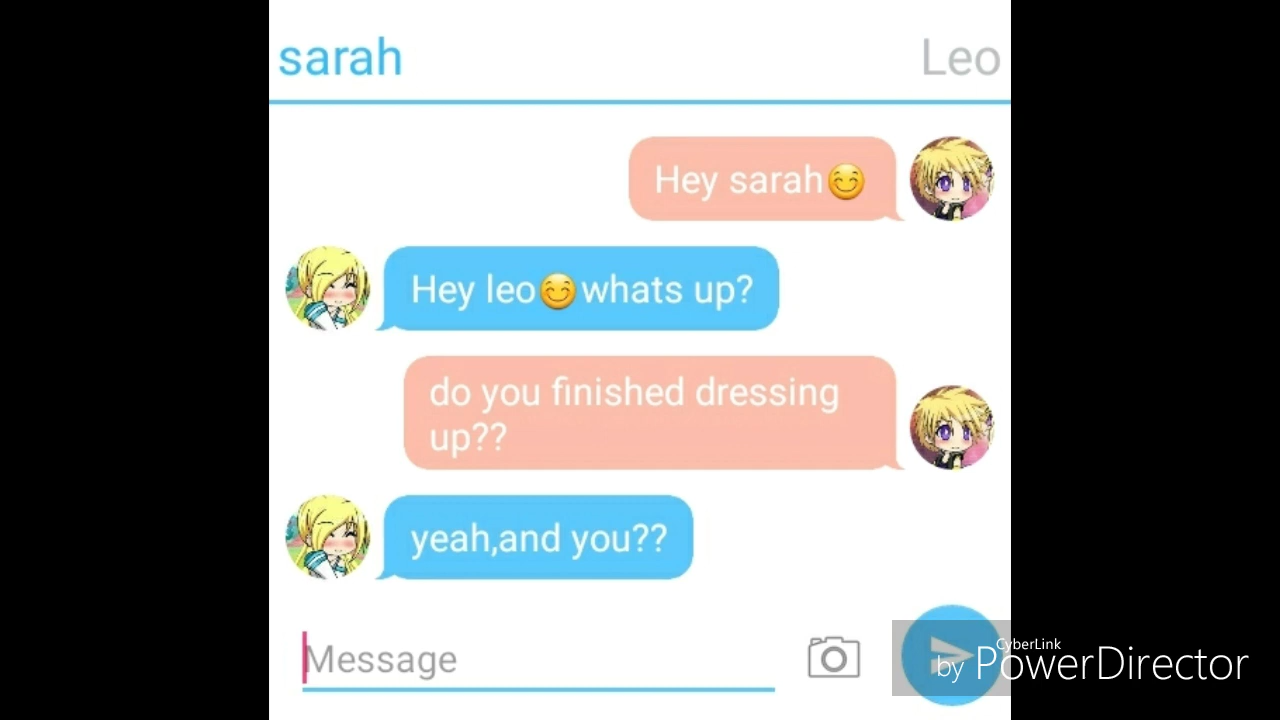 sarah
Leo
Hey sarah😊
Hey leo😊whats up?
do you finished dressing
up??
yeah,and you??
Message
CyberLink
by PowerDirector